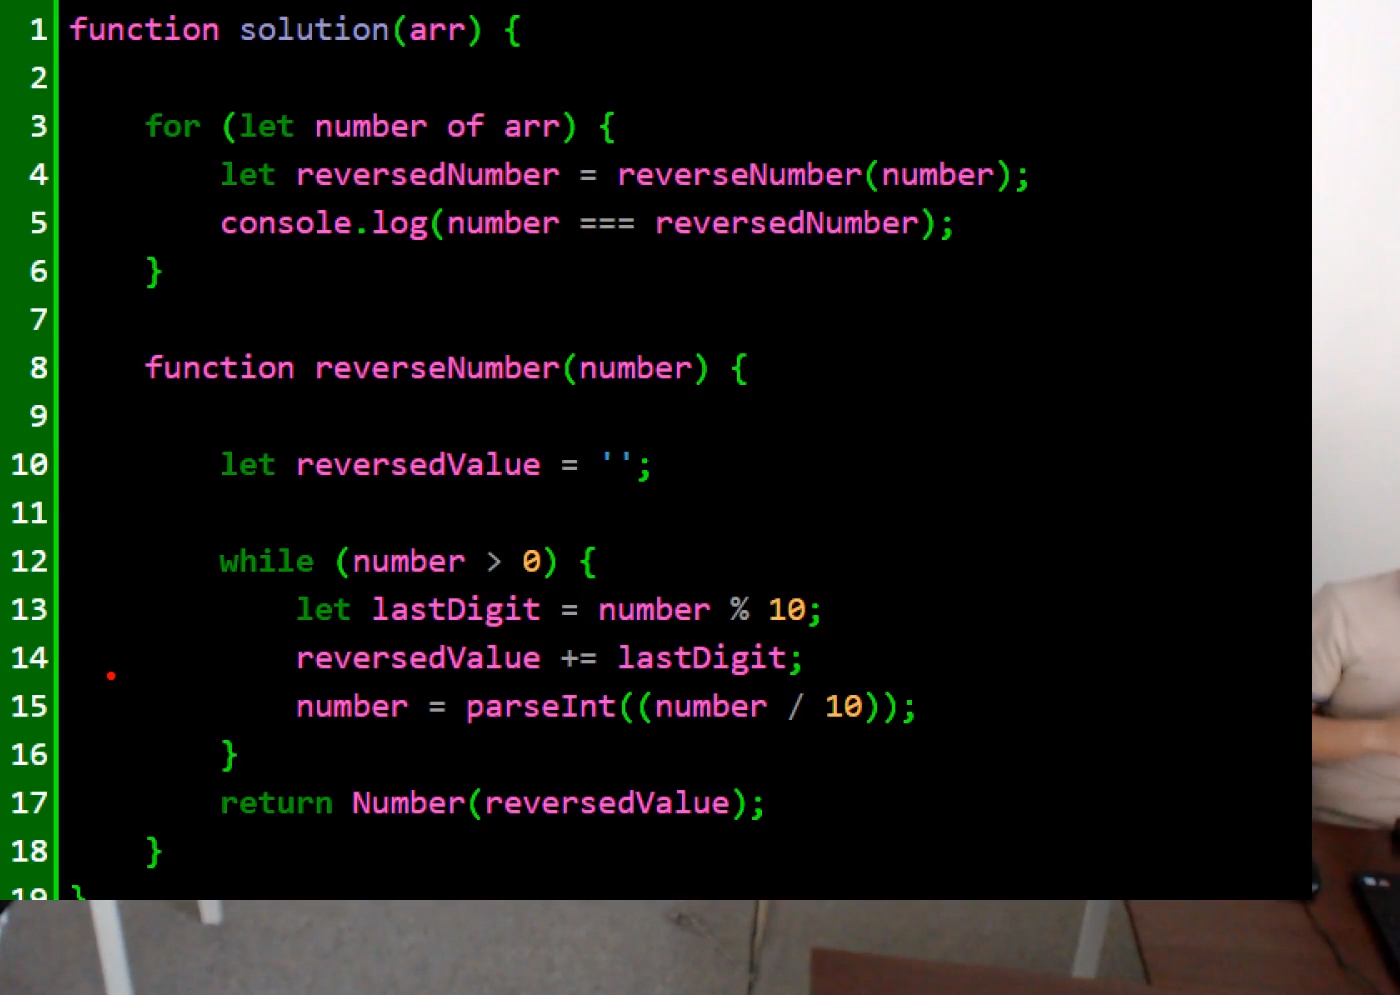 1 function solution(arr) {
2
3 for (let number of arr) {
4 let reversedNumber = reverseNumber(number);
5 console.log(number === reversedNumber);
6 }
7
8 function reverseNumber(number) {
9
10 let reversedValue = '';
11
12 while (number > 0) {
13 let lastDigit = number % 10;
14 reversedValue += lastDigit;
15 number = parseInt((number / 10));
16 }
17 return Number(reversedValue);
18 }
19 }